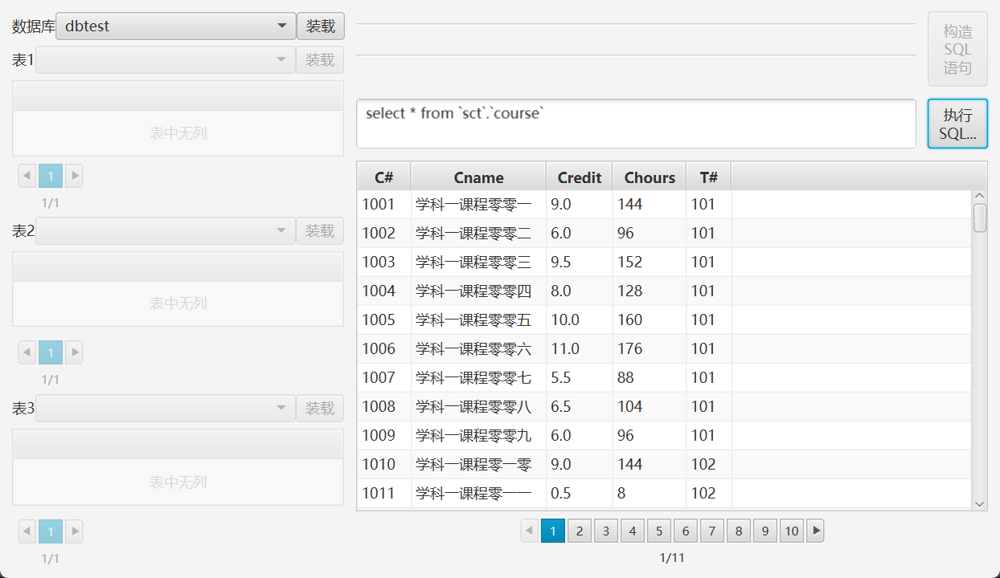 数据库 dbtest 装载
表1 装载
表中无列
1
1/1
表2 装载
表中无列
1
1/1
表3 装载
表中无列
1
1/1
构造
SQL
语句
select * from `sct`.`course`
执行
SQL...
C# Cname Credit Chours T#
1001 学科一课程零零一 9.0 144 101
1002 学科一课程零零二 6.0 96 101
1003 学科一课程零零三 9.5 152 101
1004 学科一课程零零四 8.0 128 101
1005 学科一课程零零五 10.0 160 101
1006 学科一课程零零六 11.0 176 101
1007 学科一课程零零七 5.5 88 101
1008 学科一课程零零八 6.5 104 101
1009 学科一课程零零九 6.0 96 101
1010 学科一课程零一零 9.0 144 102
1011 学科一课程零一一 0.5 8 102
1 2 3 4 5 6 7 8 9 10
1/11